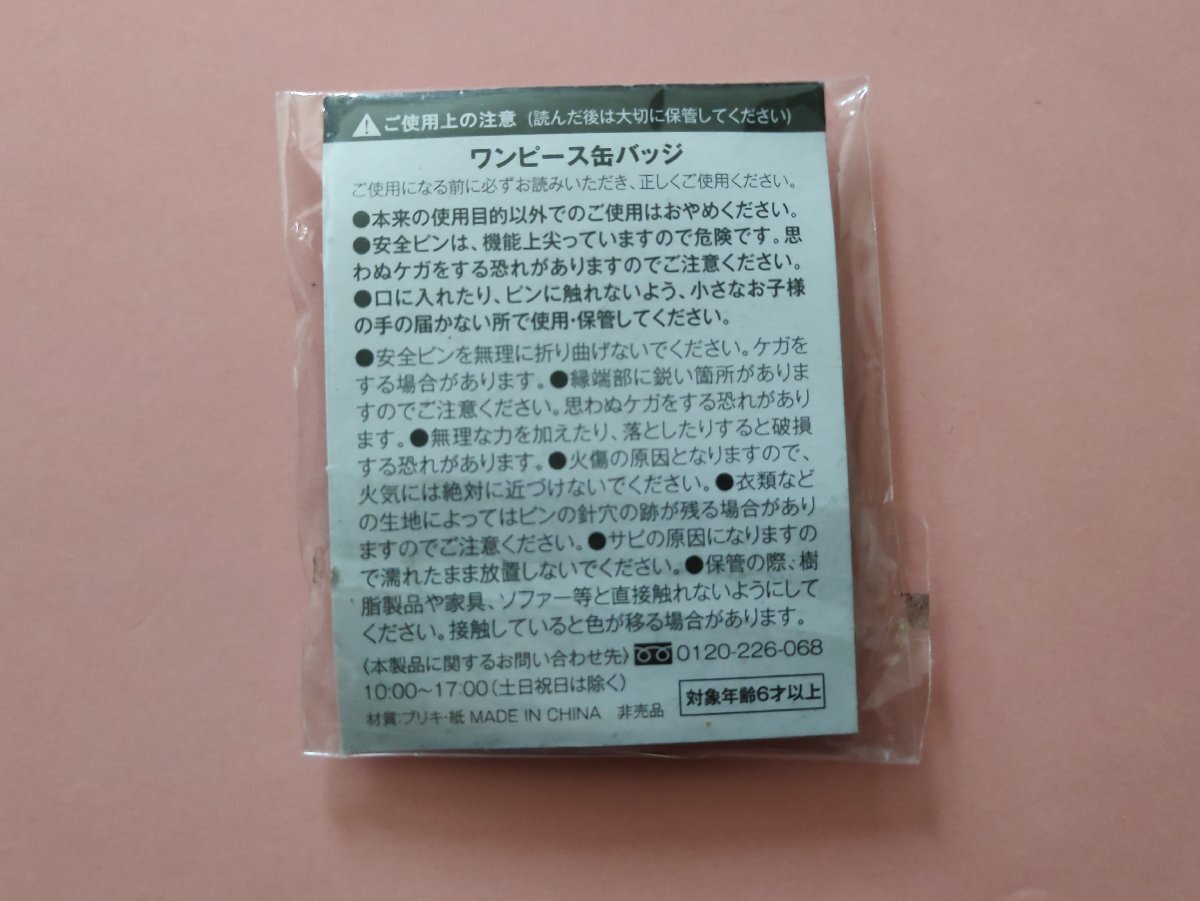 ⚠ご使用上の注意(読んだ後は大切に保管してください)
ワンピース缶バッジ
ご使用になる前に必ずお読みいただき、正しくご使用ください。
●本来の使用目的以外でのご使用はおやめください。
●安全ピンは、機能上尖っていますので危険です。思
わぬケガをする恐れがありますのでご注意ください。
●口に入れたり、ピンに触れないよう、小さなお子様
の手の届かない所で使用・保管してください。
●安全ピンを無理に折り曲げないでください。ケガを
する場合があります。●縁端部に鋭い箇所がありま
すのでご注意ください。思わぬケガをする恐れがあり
ます。●無理な力を加えたり、落としたりすると破損
する恐れがあります。●火傷の原因となりますので、
火気には絶対に近づけないでください。●衣類など
の生地によってはピンの針穴の跡が残る場合があり
ますのでご注意ください。●サビの原因になりますの
で濡れたまま放置しないでください。●保管の際、樹
脂製品や家具、ソファー等と直接触れないようにして
ください。接触していると色が移る場合があります。
〈本製品に関するお問い合わせ先〉0120-226-068
10:00〜17:00(土日祝日は除く)
対象年齢6才以上
材質:ブリキ・紙 MADE IN CHINA 非売品